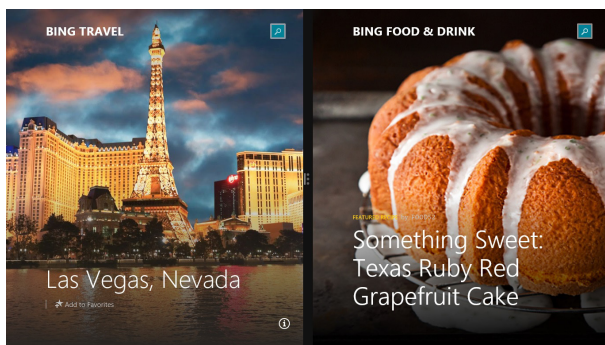 BING TRAVEL
Las Vegas, Nevada
Add to Favorites
BING FOOD & DRINK
Something Sweet:
Texas Ruby Red
Grapefruit Cake